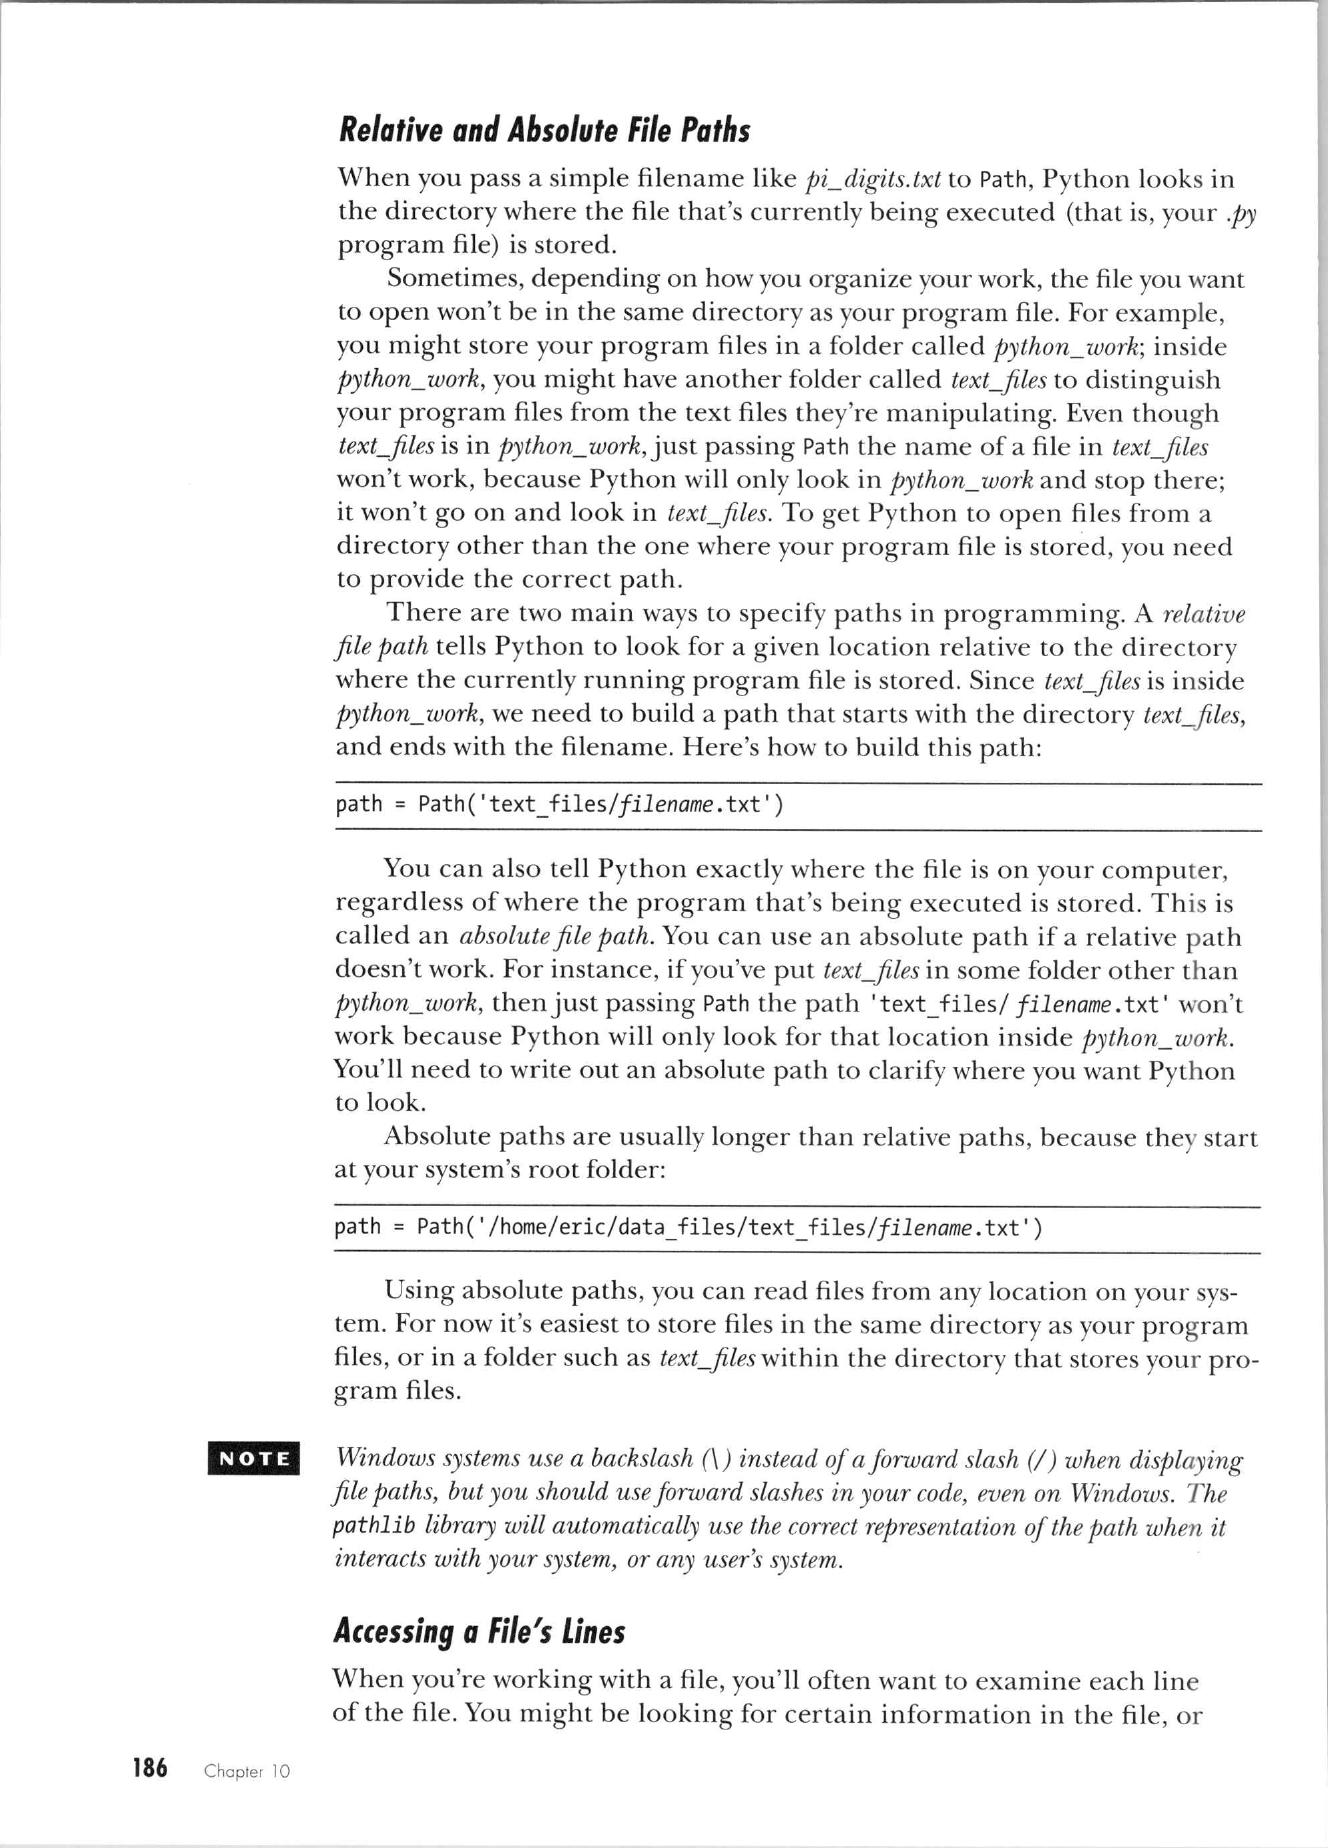 Relative and Absolute File Paths
When you pass a simple filename like pi_digits.txt to Path, Python looks in
the directory where the file that's currently being executed (that is, your .py
program file) is stored.
Sometimes, depending on how you organize your work, the file you want
to open won't be in the same directory as your program file. For example,
you might store your program files in a folder called python_work; inside
python_work, you might have another folder called text_files to distinguish
your program files from the text files they're manipulating. Even though
text_files is in python_work, just passing Path the name of a file in text_files
won't work, because Python will only look in python_work and stop there;
it won't go on and look in text_files. To get Python to open files from a
directory other than the one where your program file is stored, you need
to provide the correct path.
There are two main ways to specify paths in programming. A relative
file path tells Python to look for a given location relative to the directory
where the currently running program file is stored. Since text_files is inside
python_work, we need to build a path that starts with the directory text_files,
and ends with the filename. Here's how to build this path:
path = Path('text_files/filename.txt')
You can also tell Python exactly where the file is on your computer,
regardless of where the program that's being executed is stored. This is
called an absolute file path. You can use an absolute path if a relative path
doesn't work. For instance, if you've put text_files in some folder other than
python_work, then just passing Path the path 'text_files/ filename.txt' won't
work because Python will only look for that location inside python_work.
You'll need to write out an absolute path to clarify where you want Python
to look.
Absolute paths are usually longer than relative paths, because they start
at your system's root folder:
path = Path('/home/eric/data_files/text_files/filename.txt')
Using absolute paths, you can read files from any location on your sys-
tem. For now it's easiest to store files in the same directory as your program
files, or in a folder such as text_files within the directory that stores your pro-
gram files.
NOTE Windows systems use a backslash (\) instead of a forward slash (/) when displaying
file paths, but you should use forward slashes in your code, even on Windows. The
pathlib library will automatically use the correct representation of the path when it
interacts with your system, or any user's system.
Accessing a File's Lines
When you're working with a file, you'll often want to examine each line
of the file. You might be looking for certain information in the file, or
186 Chapter 10